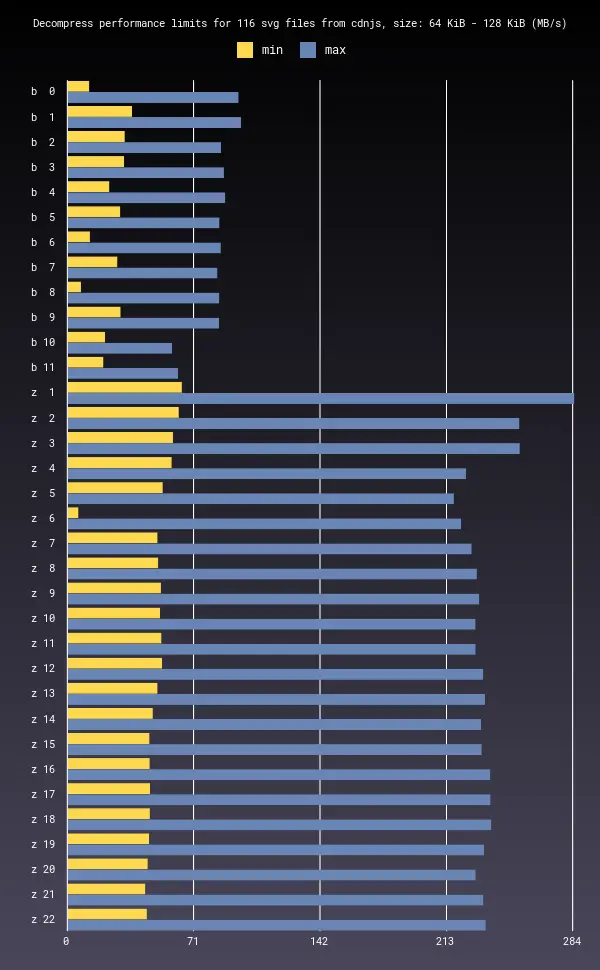 Decompress performance limits for 116 svg files from cdnjs, size: 64 KiB - 128 KiB (MB/s)
min max
b 0
b 1
b 2
b 3
b 4
b 5
b 6
b 7
b 8
b 9
b 10
b 11
z 1
z 2
z 3
z 4
z 5
z 6
z 7
z 8
z 9
z 10
z 11
z 12
z 13
z 14
z 15
z 16
z 17
z 18
z 19
z 20
z 21
z 22
0 71 142 213 284